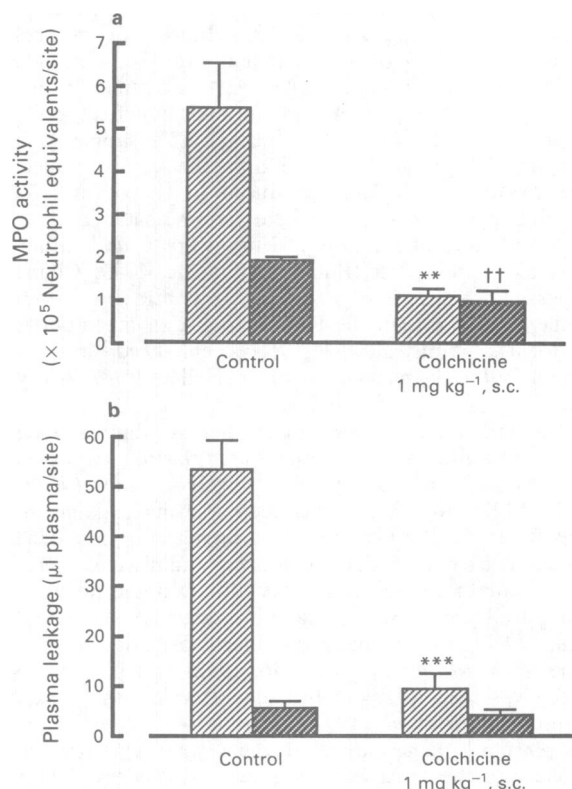 a
7
6
5
4
3
2
1
0
MPO activity
(× 10⁵ Neutrophil equivalents/site)
** ††
Control Colchicine
1 mg kg⁻¹, s.c.
b
60
50
40
30
20
10
0
Plasma leakage (µl plasma/site)
***
Control Colchicine
1 mg kg⁻¹, s.c.